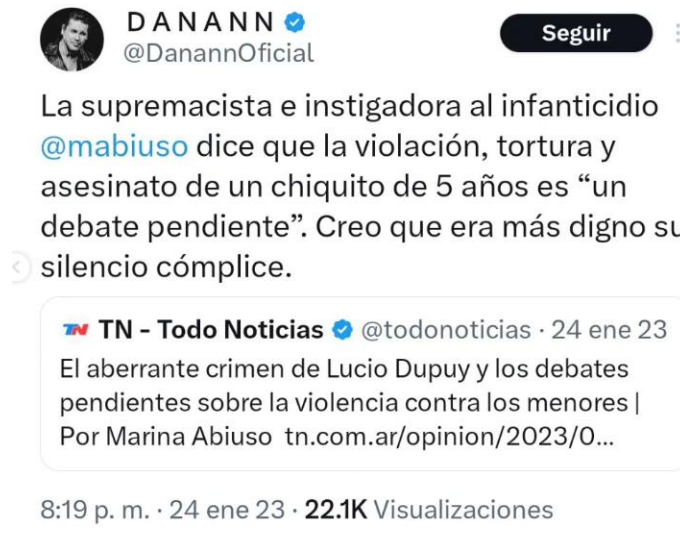 DANANN
@DanannOficial
Seguir
La supremacista e instigadora al infanticidio
@mabiuso dice que la violación, tortura y
asesinato de un chiquito de 5 años es “un
debate pendiente”. Creo que era más digno su
silencio cómplice.
TN TN - Todo Noticias @todonoticias · 24 ene 23
El aberrante crimen de Lucio Dupuy y los debates
pendientes sobre la violencia contra los menores |
Por Marina Abiuso tn.com.ar/opinion/2023/0...
8:19 p. m. · 24 ene 23 · 22.1K Visualizaciones